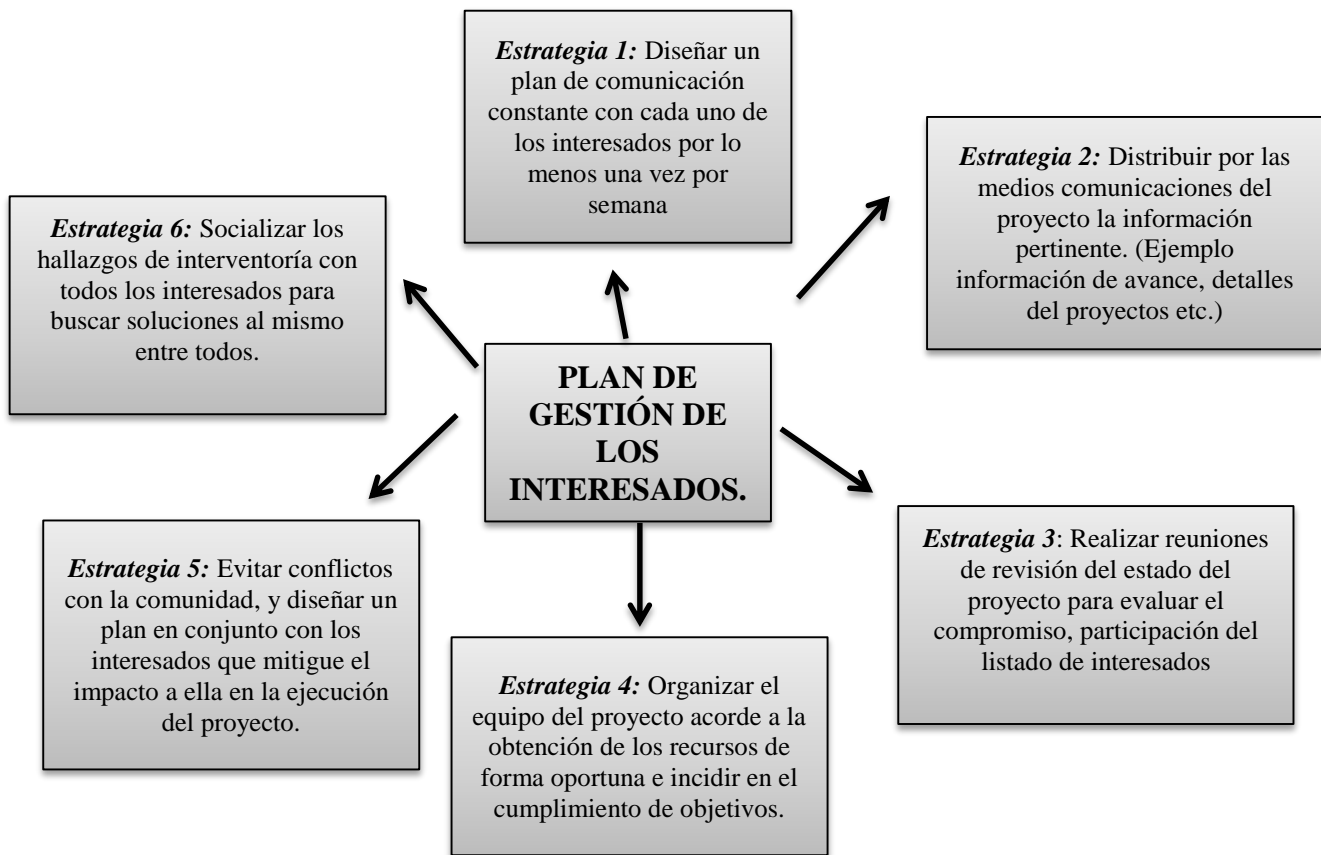 Estrategia 1: Diseñar un
plan de comunicación
constante con cada uno de
los interesados por lo
menos una vez por
semana
Estrategia 2: Distribuir por las
medios comunicaciones del
proyecto la información
pertinente. (Ejemplo
información de avance, detalles
del proyectos etc.)
Estrategia 6: Socializar los
hallazgos de interventoría con
todos los interesados para
buscar soluciones al mismo
entre todos.
PLAN DE
GESTIÓN DE
LOS
INTERESADOS.
Estrategia 3: Realizar reuniones
de revisión del estado del
proyecto para evaluar el
compromiso, participación del
listado de interesados
Estrategia 5: Evitar conflictos
con la comunidad, y diseñar un
plan en conjunto con los
interesados que mitigue el
impacto a ella en la ejecución
del proyecto.
Estrategia 4: Organizar el
equipo del proyecto acorde a la
obtención de los recursos de
forma oportuna e incidir en el
cumplimiento de objetivos.